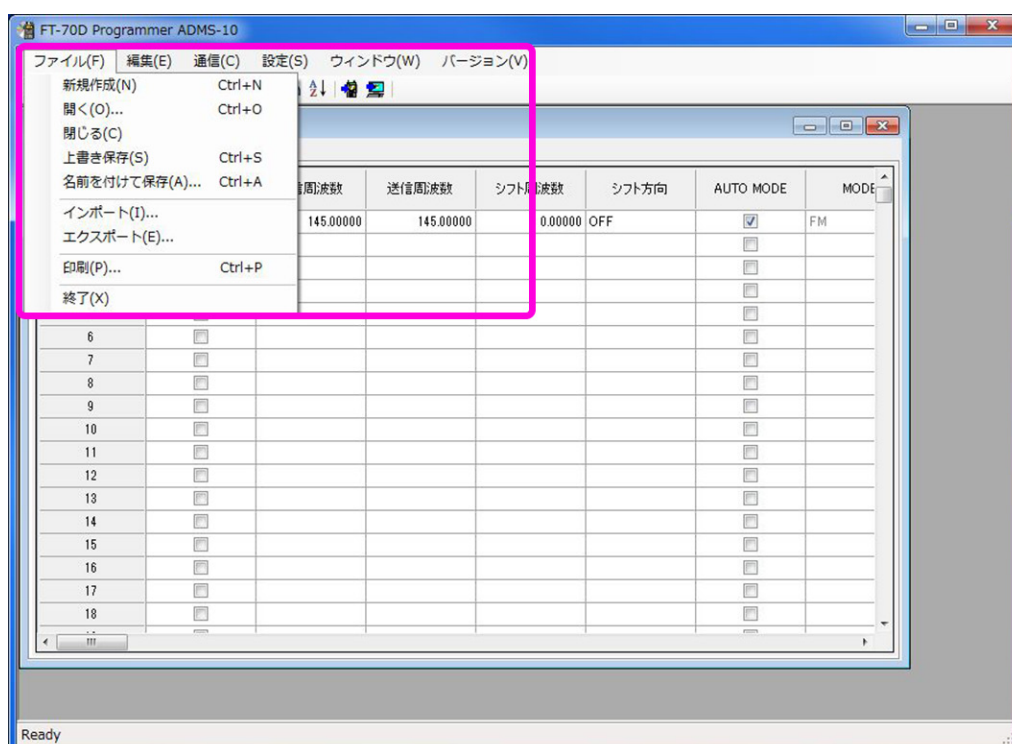 FT-70D Programmer ADMS-10
ファイル(F) 編集(E) 通信(C) 設定(S) ウィンドウ(W) バージョン(V)
新規作成(N) Ctrl+N
開く(O)... Ctrl+O
閉じる(C)
上書き保存(S) Ctrl+S
名前を付けて保存(A)... Ctrl+A
インポート(I)...
エクスポート(E)...
印刷(P)... Ctrl+P
終了(X)
信周波数 送信周波数 シフト周波数 シフト方向 AUTO MODE MODE
145.00000 145.00000 0.00000 OFF FM
6
7
8
9
10
11
12
13
14
15
16
17
18
Ready